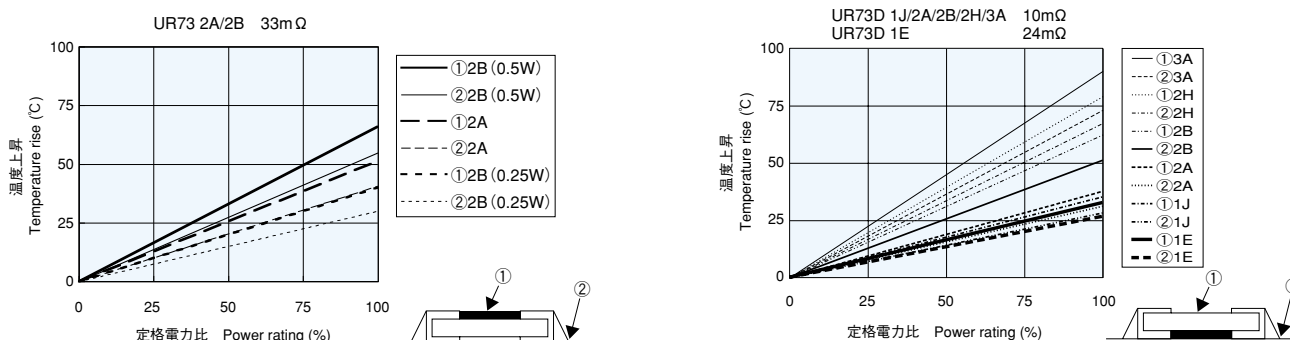 UR73 2A/2B 33mΩ
100
75
50
25
0
温度上昇
Temperature rise (℃)
0 25 50 75 100
定格電力比 Power rating (%)
①2B (0.5W)
②2B (0.5W)
①2A
②2A
①2B (0.25W)
②2B (0.25W)
①
②
UR73D 1J/2A/2B/2H/3A 10mΩ
UR73D 1E 24mΩ
100
75
50
25
0
温度上昇
Temperature rise (℃)
0 25 50 75 100
定格電力比 Power rating (%)
①3A
②3A
①2H
②2H
①2B
②2B
①2A
②2A
①1J
②1J
①1E
②1E
①